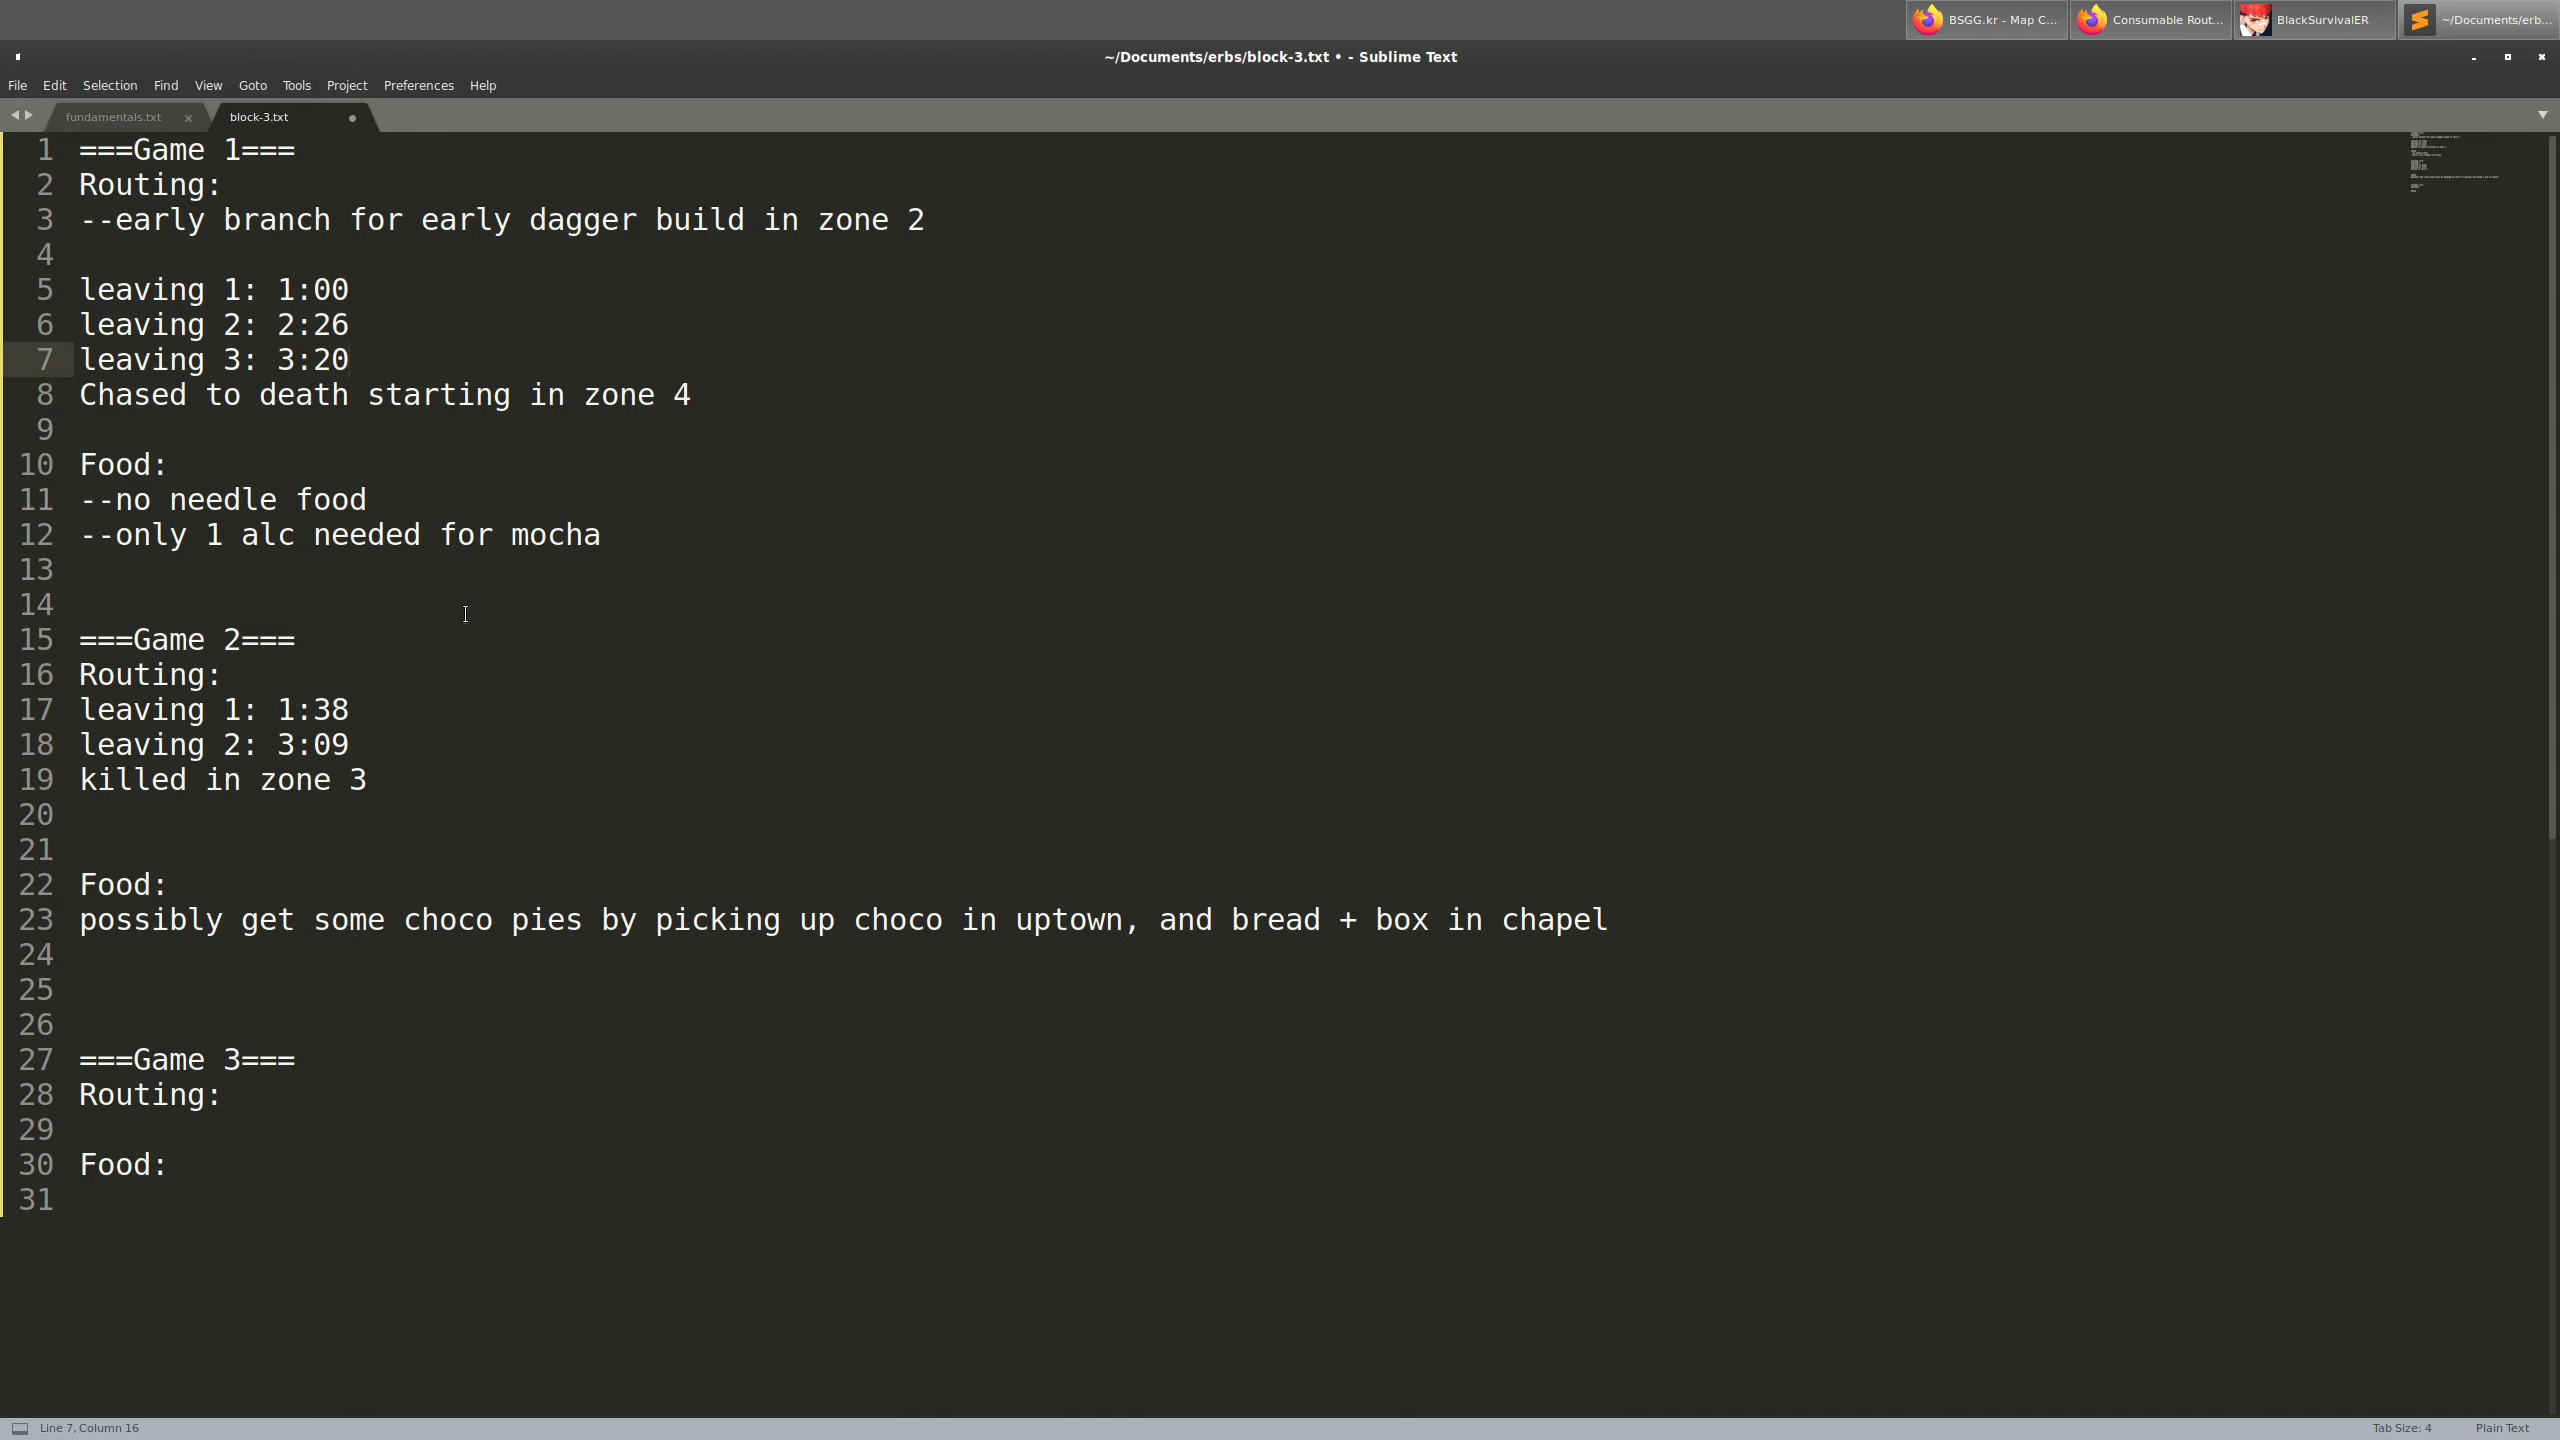 BSGG.kr - Map C...
Consumable Rout...
BlackSurvivalER
~/Documents/erb...
~/Documents/erbs/block-3.txt • - Sublime Text
File Edit Selection Find View Goto Tools Project Preferences Help
fundamentals.txt
block-3.txt
1 ===Game 1===
2 Routing:
3 --early branch for early dagger build in zone 2
4
5 leaving 1: 1:00
6 leaving 2: 2:26
7 leaving 3: 3:20
8 Chased to death starting in zone 4
9
10 Food:
11 --no needle food
12 --only 1 alc needed for mocha
13
14
15 ===Game 2===
16 Routing:
17 leaving 1: 1:38
18 leaving 2: 3:09
19 killed in zone 3
20
21
22 Food:
23 possibly get some choco pies by picking up choco in uptown, and bread + box in chapel
24
25
26
27 ===Game 3===
28 Routing:
29
30 Food:
31
Line 7, Column 16
Tab Size: 4
Plain Text